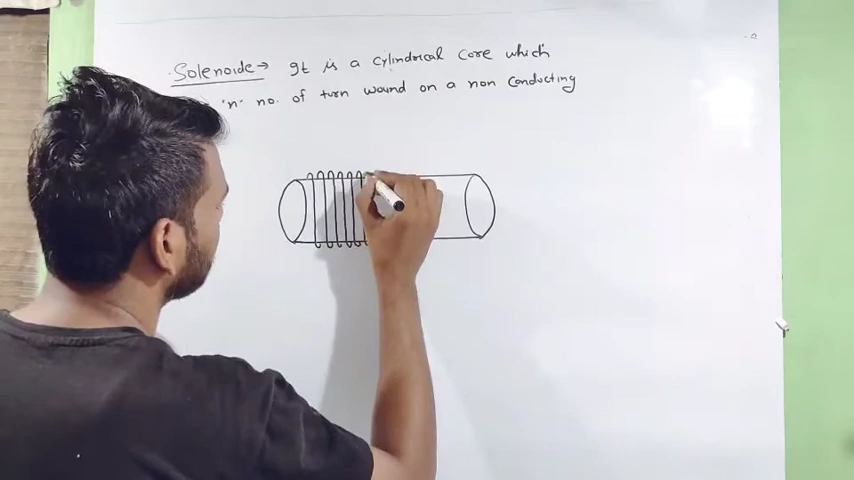 Solenoide → It is a cylindrical Core which
"n" no. of turn wound on a non conducting